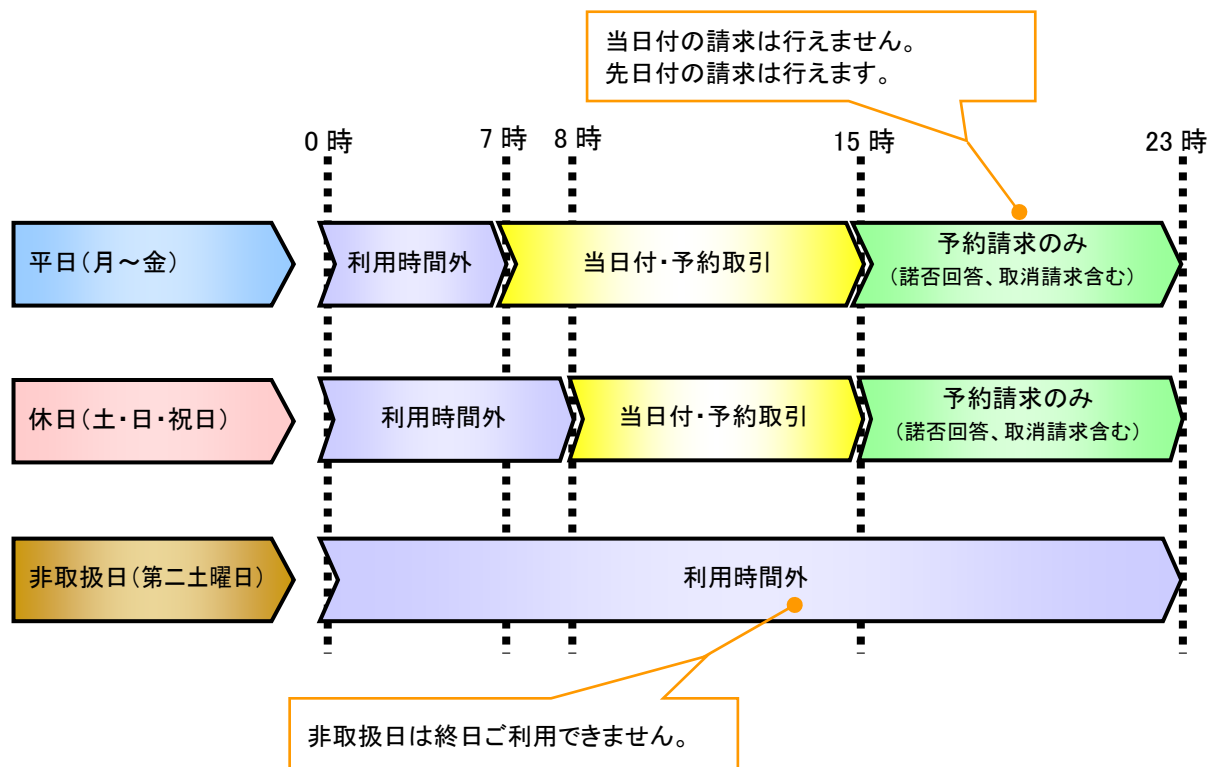 当日付の請求は行えません。
先日付の請求は行えます。
0時 7時 8時 15時 23時
平日(月～金) 利用時間外 当日付・予約取引 予約請求のみ
(諾否回答、取消請求含む)
休日(土・日・祝日) 利用時間外 当日付・予約取引 予約請求のみ
(諾否回答、取消請求含む)
非取扱日(第二土曜日) 利用時間外
非取扱日は終日ご利用できません。